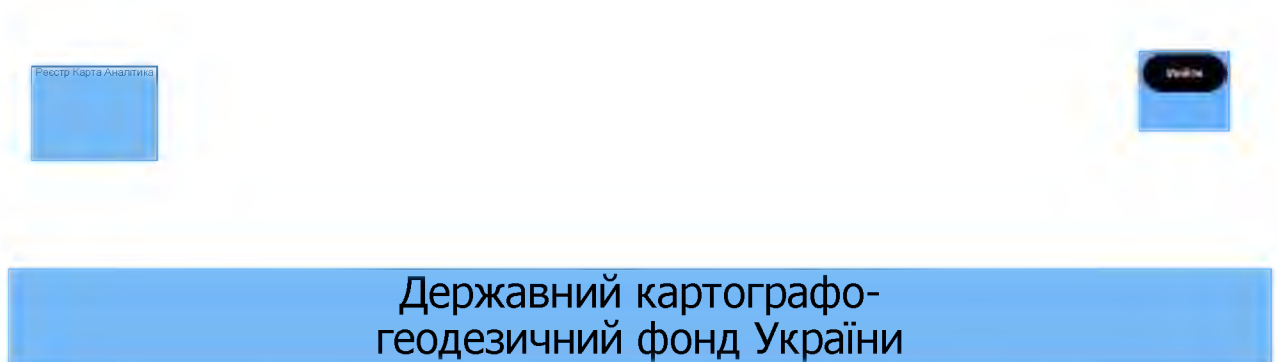 Реєстр Карта Аналітика
Увійти
Державний картографо-
геодезичний фонд України